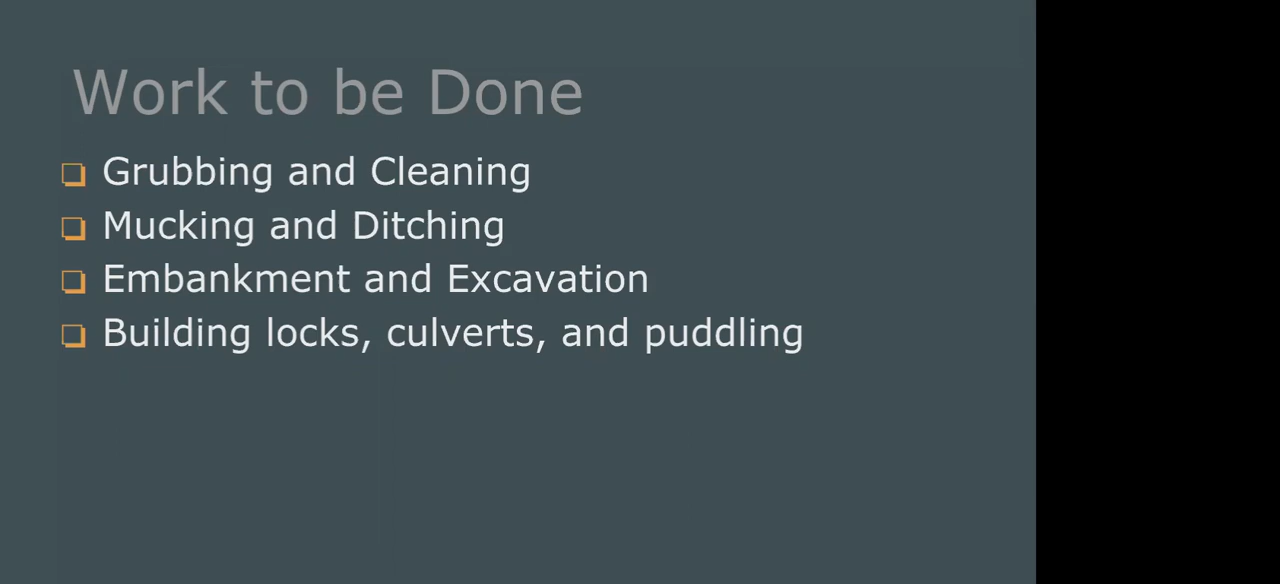 Work to be Done
Grubbing and Cleaning
Mucking and Ditching
Embankment and Excavation
Building locks, culverts, and puddling